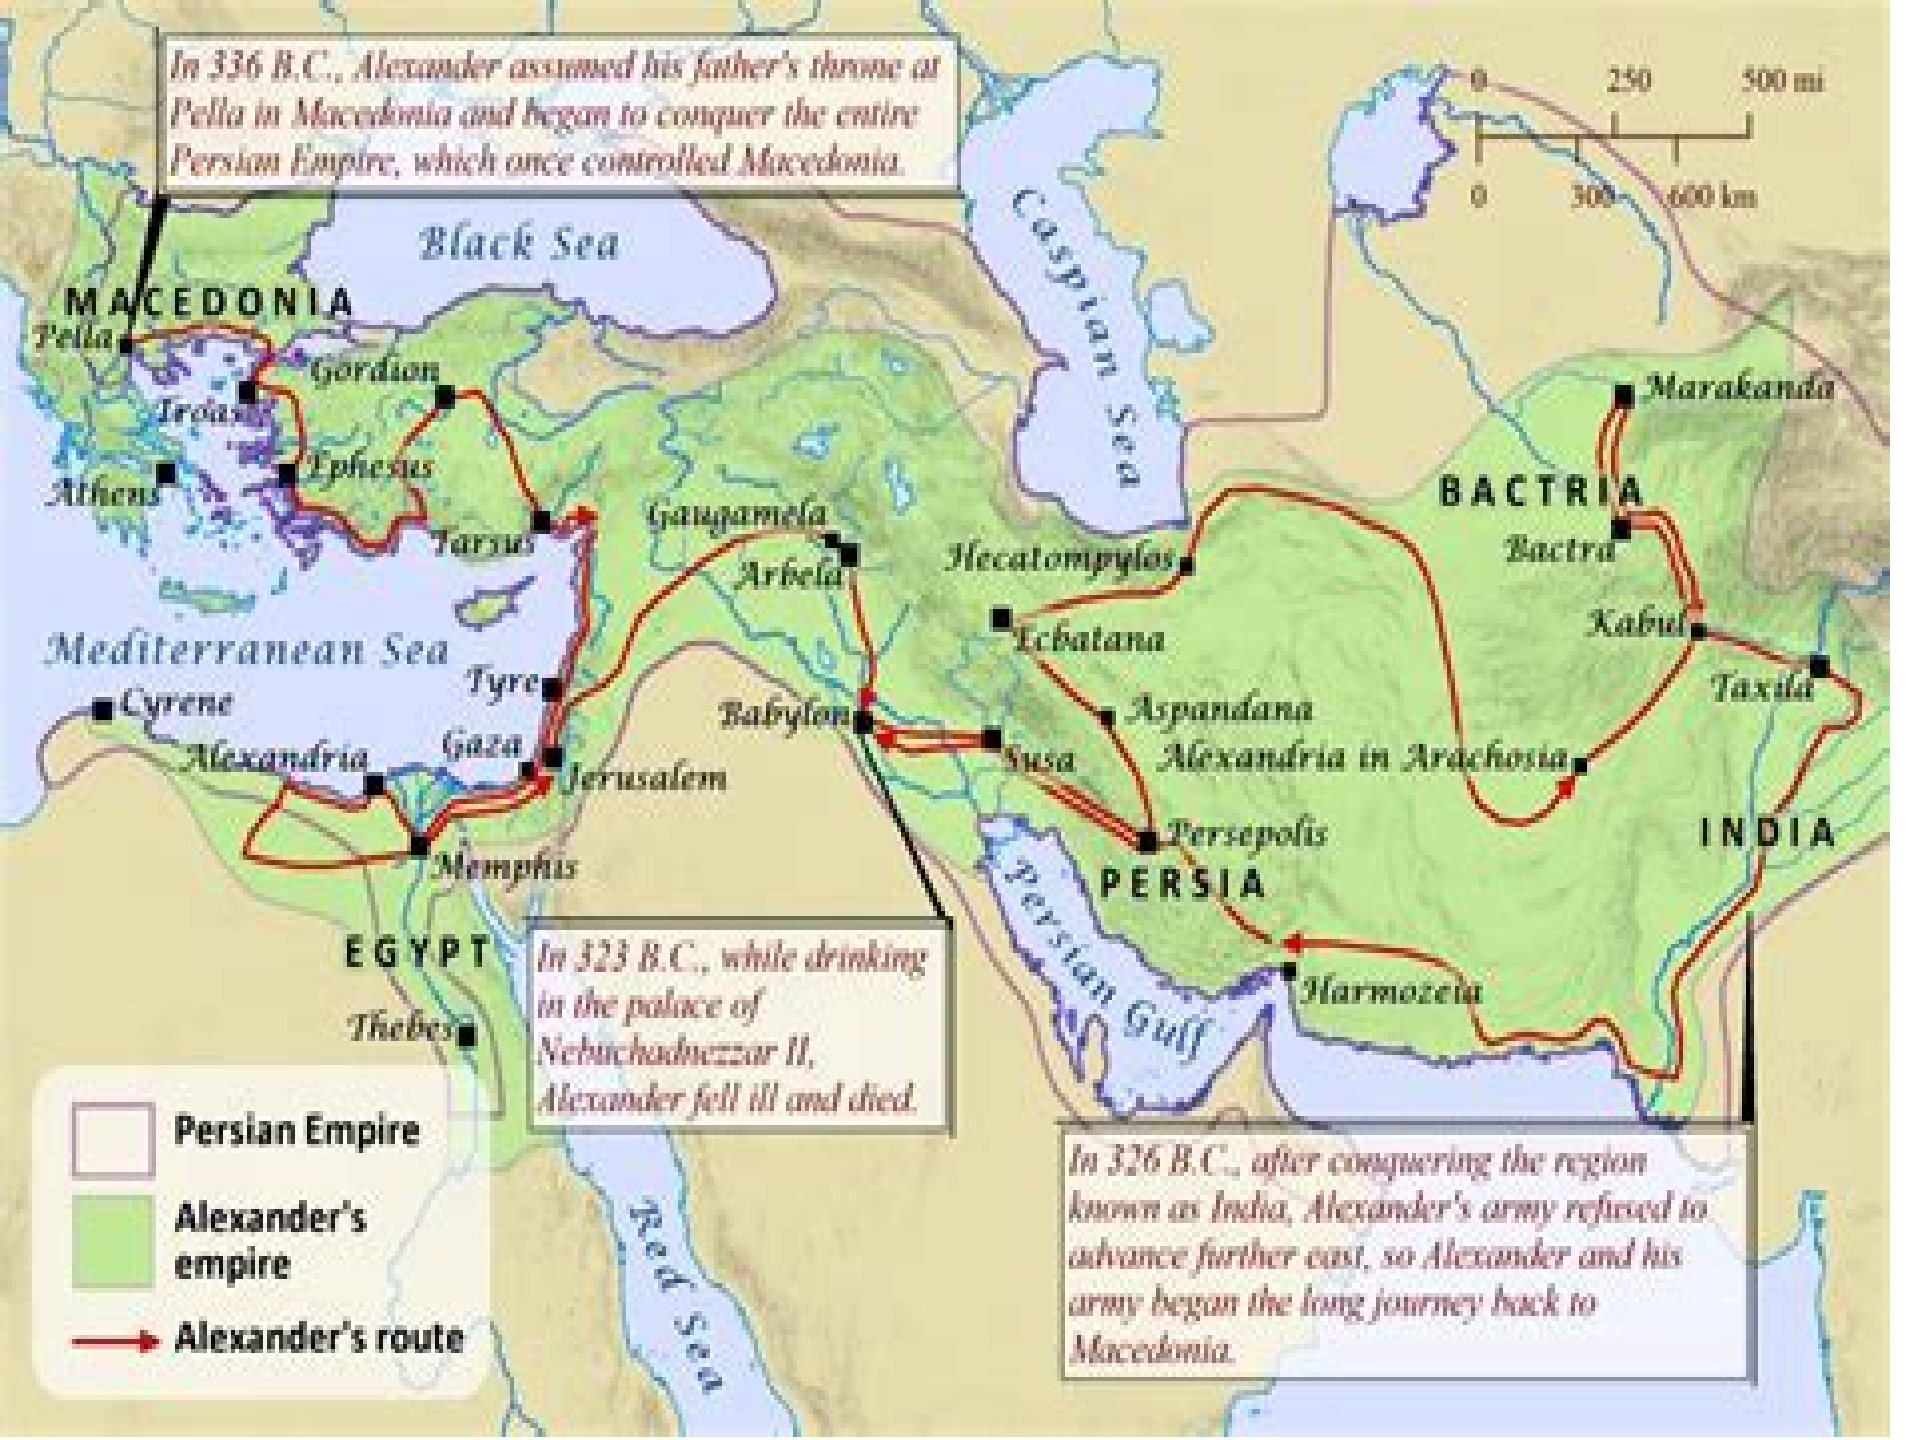 In 336 B.C., Alexander assumed his father's throne at
Pella in Macedonia and began to conquer the entire
Persian Empire, which once controlled Macedonia.
0 250 500 mi
0 300 600 km
Black Sea
Caspian Sea
MACEDONIA
Pella
Gordion
Troas
Ephesus
Athens
Tarsus
Marakanda
BACTRIA
Bactra
Gaugamela
Arbela
Hecatompylos
Ecbatana
Kabul
Taxila
Mediterranean Sea
Tyre
Cyrene
Babylon
Aspandana
Alexandria
Gaza
Jerusalem
Susa
Alexandria in Arachosia
Memphis
Persepolis
PERSIA
INDIA
Persian Gulf
EGYPT
Thebes
Harmozeia
In 323 B.C., while drinking
in the palace of
Nebuchadnezzar II,
Alexander fell ill and died.
In 326 B.C., after conquering the region
known as India, Alexander's army refused to
advance further east, so Alexander and his
army began the long journey back to
Macedonia.
Red Sea
Persian Empire
Alexander's
empire
Alexander's route